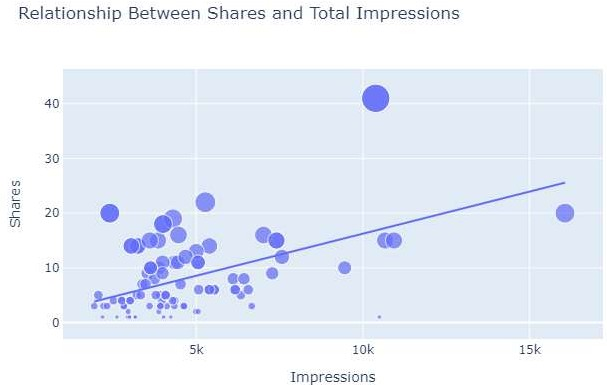 Relationship Between Shares and Total Impressions
Shares
40
30
20
10
0
5k
10k
15k
Impressions